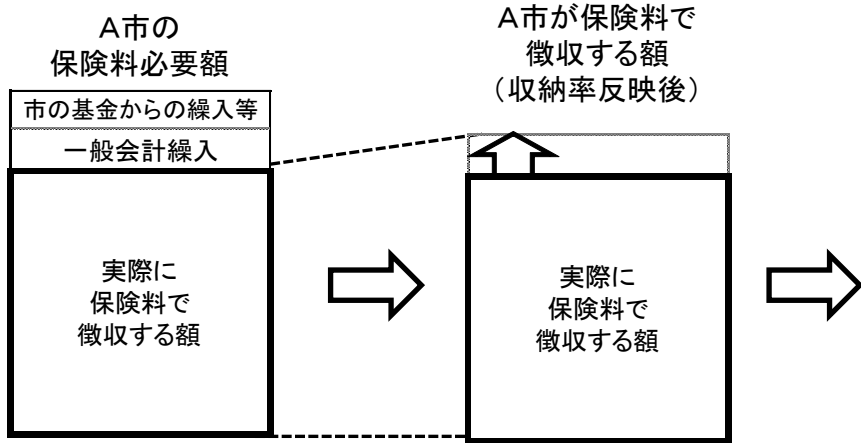 A市の
保険料必要額
市の基金からの繰入等
一般会計繰入
実際に
保険料で
徴収する額
A市が保険料で
徴収する額
（収納率反映後）
実際に
保険料で
徴収する額